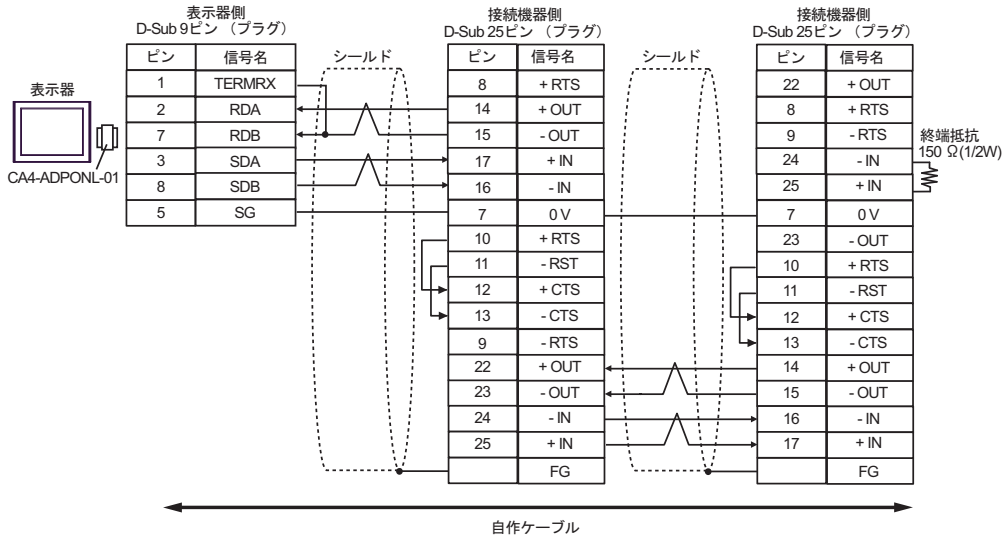 表示器側
D-Sub 9ピン （プラグ）
接続機器側
D-Sub 25ピン （プラグ）
接続機器側
D-Sub 25ピン （プラグ）
表示器
CA4-ADPONL-01
ピン 信号名
1 TERMRX
2 RDA
7 RDB
3 SDA
8 SDB
5 SG
シールド
ピン 信号名
8 + RTS
14 + OUT
15 - OUT
17 + IN
16 - IN
7 0 V
10 + RTS
11 - RST
12 + CTS
13 - CTS
9 - RTS
22 + OUT
23 - OUT
24 - IN
25 + IN
FG
シールド
ピン 信号名
22 + OUT
8 + RTS
9 - RTS
24 - IN
25 + IN
7 0 V
23 - OUT
10 + RTS
11 - RST
12 + CTS
13 - CTS
14 + OUT
15 - OUT
16 - IN
17 + IN
FG
終端抵抗
150 Ω(1/2W)
自作ケーブル